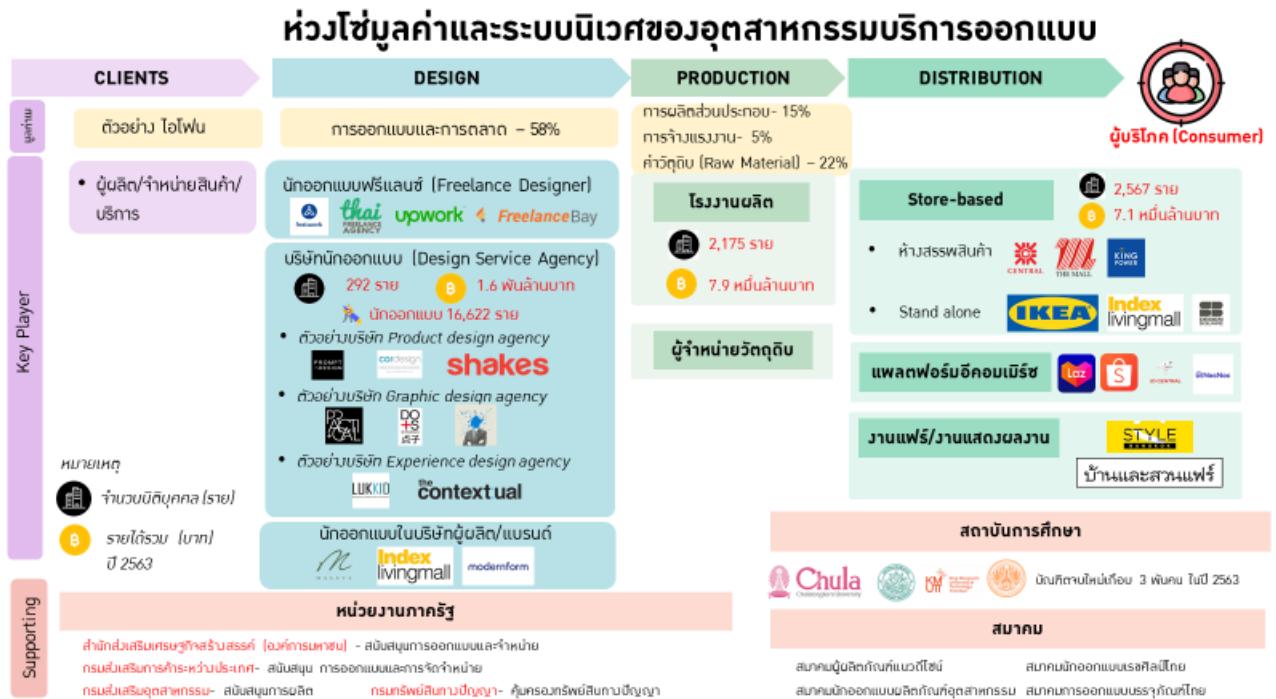 ห่วงโซ่มูลค่าและระบบนิเวศของอุตสาหกรรมบริการออกแบบ
CLIENTS
DESIGN
PRODUCTION
DISTRIBUTION
ผู้บริโภค (Consumer)
มูลค่าเพิ่ม
ตัวอย่าง ไอโฟน
การออกแบบและการตลาด – 58%
การผลิตส่วนประกอบ- 15%
การจ้างแรงงาน- 5%
ค่าวัตถุดิบ (Raw Material) – 22%
Key Player
• ผู้ผลิต/จำหน่ายสินค้า/
บริการ
นักออกแบบฟรีแลนซ์ (Freelance Designer)
thai
FREELANCE
AGENCY
upwork
FreelanceBay
บริษัทนักออกแบบ (Design Service Agency)
292 ราย
1.6 พันล้านบาท
นักออกแบบ 16,622 ราย
• ตัวอย่างบริษัท Product design agency
PROMPT
DESIGN
cordesign
shakes
• ตัวอย่างบริษัท Graphic design agency
PRACTICAL
DOTS
贞子
• ตัวอย่างบริษัท Experience design agency
LUKKID
the
contextual
นักออกแบบในบริษัทผู้ผลิต/แบรนด์
Index
livingmall
modernform
โรงงานผลิต
2,175 ราย
7.9 หมื่นล้านบาท
ผู้จำหน่ายวัตถุดิบ
Store-based
2,567 ราย
7.1 หมื่นล้านบาท
• ห้างสรรพสินค้า
CENTRAL
THE MALL
KING
POWER
• Stand alone
IKEA
Index
livingmall
แพลตฟอร์มอีคอมเมิร์ซ
Laz
S
JD CENTRAL
NocNoc
งานแฟร์/งานแสดงผลงาน
STYLE
BANGKOK
บ้านและสวนแฟร์
หมายเหตุ
จำนวนนิติบุคคล (ราย)
รายได้รวม (บาท)
ปี 2563
Supporting
หน่วยงานภาครัฐ
สำนักส่งเสริมเศรษฐกิจสร้างสรรค์ (องค์การมหาชน) - สนับสนุนการออกแบบและจำหน่าย
กรมส่งเสริมการค้าระหว่างประเทศ- สนับสนุน การออกแบบและการจัดจำหน่าย
กรมส่งเสริมอุตสาหกรรม- สนับสนุนการผลิต
กรมทรัพย์สินทางปัญญา- คุ้มครองทรัพย์สินทางปัญญา
สถาบันการศึกษา
Chula
Chulalongkorn University
KMUTT
บัณฑิตจบใหม่เกือบ 3 พันคน ในปี 2563
สมาคม
สมาคมผู้ผลิตภัณฑ์แนวดีไซน์
สมาคมนักออกแบบเรขศิลป์ไทย
สมาคมนักออกแบบผลิตภัณฑ์อุตสาหกรรม
สมาคมการออกแบบบรรจุภัณฑ์ไทย